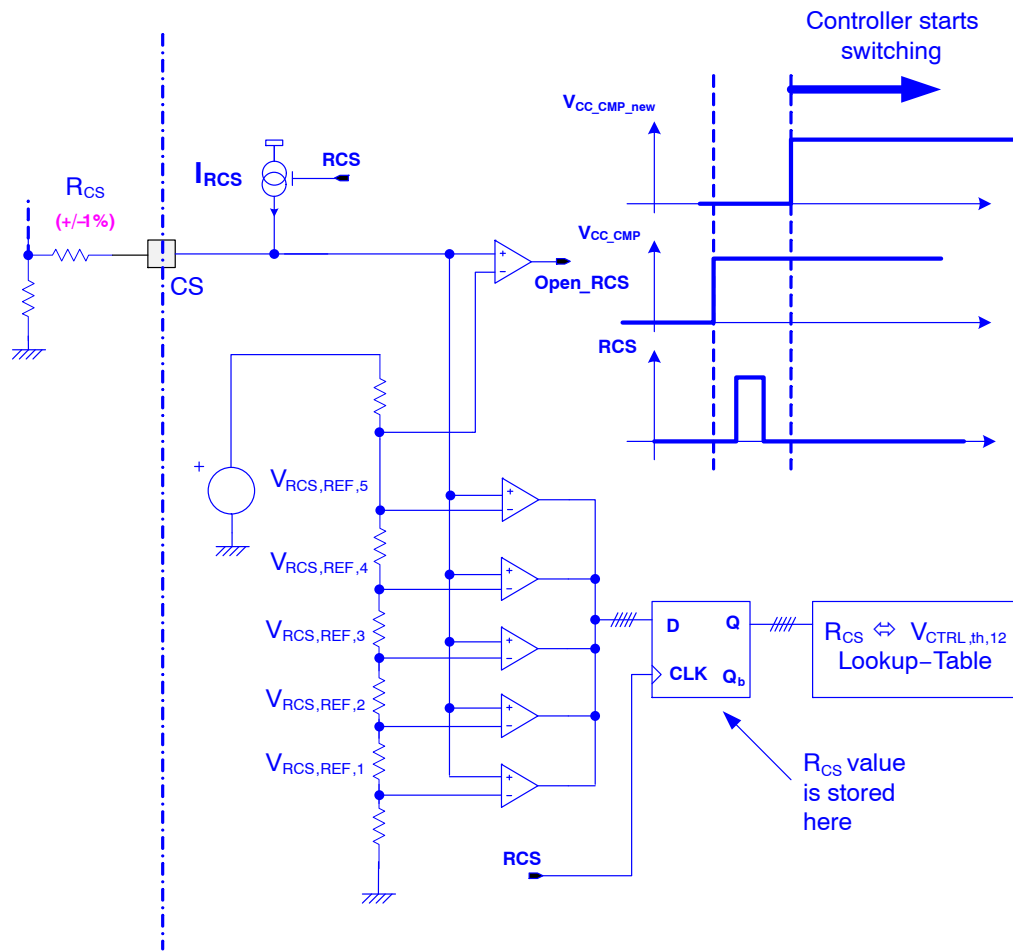 Controller starts
switching
VCC_CMP_new
RCS
IRCS
RCS
(+/-1%)
CS
+
-
Open_RCS
VCC_CMP
RCS
+
VRCS,REF,5
+
-
VRCS,REF,4
+
-
VRCS,REF,3
+
-
VRCS,REF,2
+
-
VRCS,REF,1
+
-
D
Q
CLK
Qb
RCS ⇔ VCTRL,th,12
Lookup-Table
RCS value
is stored
here
RCS